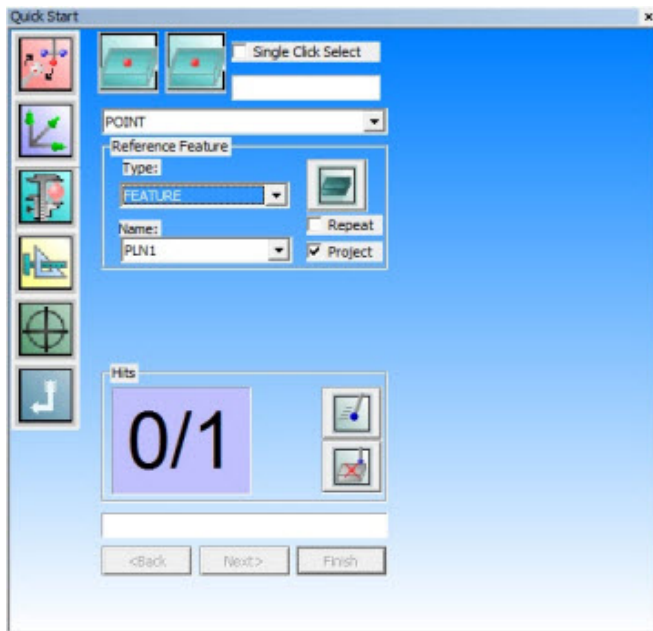 Quick Start
Single Click Select
POINT
Reference Feature
Type:
FEATURE
Name:
Repeat
PLN1
Project
Hits
0/1
<Back
Next>
Finish